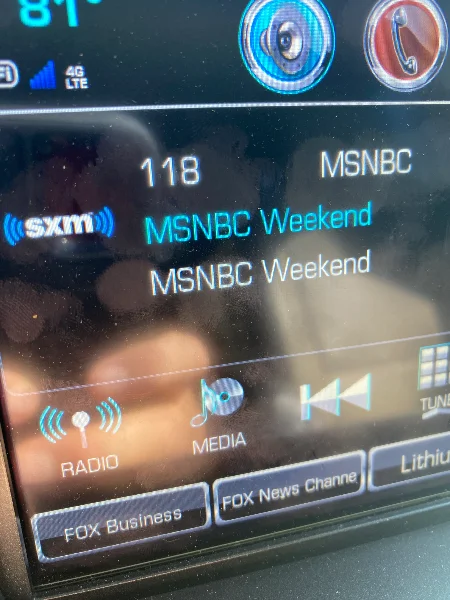 81°
4G
LTE
118 MSNBC
sxm
MSNBC Weekend
MSNBC Weekend
RADIO
MEDIA
TUNE
FOX Business
FOX News Channe
Lithiu